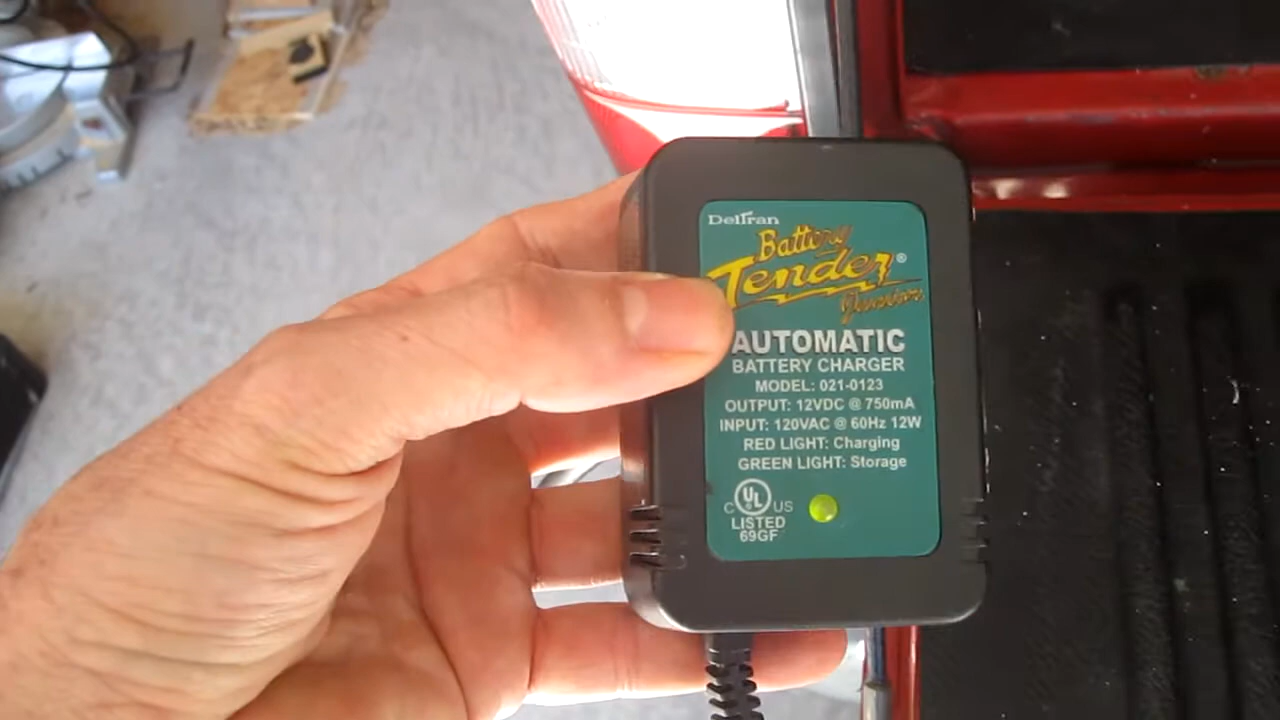 Deltran
Battery
Tender®
Junior
AUTOMATIC
BATTERY CHARGER
MODEL: 021-0123
OUTPUT: 12VDC @ 750mA
INPUT: 120VAC @ 60Hz 12W
RED LIGHT: Charging
GREEN LIGHT: Storage
C UL US
LISTED
69GF